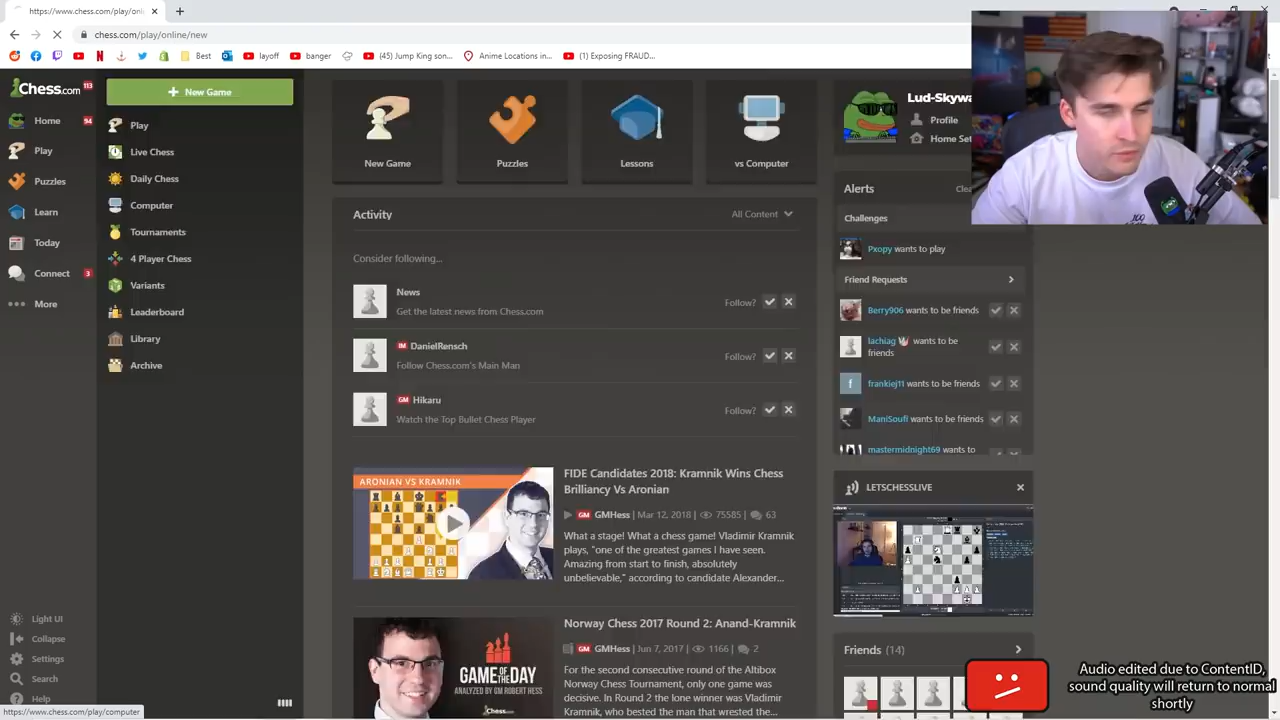 https://www.chess.com/play/onli
chess.com/play/online/new
Best
layoff
banger
(45) Jump King son...
Anime Locations in...
(1) Exposing FRAUD...
Chess.com
113
Home
94
Play
Puzzles
Learn
Today
Connect
3
More
New Game
Play
Live Chess
Daily Chess
Computer
Tournaments
4 Player Chess
Variants
Leaderboard
Library
Archive
New Game
Puzzles
Lessons
vs Computer
Activity
All Content
Consider following...
News
Get the latest news from Chess.com
Follow?
IM DanielRensch
Follow Chess.com's Main Man
Follow?
GM Hikaru
Watch the Top Bullet Chess Player
Follow?
ARONIAN VS KRAMNIK
FIDE Candidates 2018: Kramnik Wins Chess
Brilliancy Vs Aronian
GM GMHess | Mar 12, 2018 | 75585 | 63
What a stage! What a chess game! Vladimir Kramnik
plays, "one of the greatest games I have seen.
Amazing from start to finish, absolutely
unbelievable," according to candidate Alexander...
GAME OF THE
DAY
ANALYZED BY GM ROBERT HESS
Chess.com
Norway Chess 2017 Round 2: Anand-Kramnik
GM GMHess | Jun 7, 2017 | 1166 | 2
For the second consecutive round of the Altibox
Norway Chess Tournament, only one game was
decisive. In Round 2 the lone winner was Vladimir
Kramnik, who bested the man that wrested the...
Lud-Skywa
Profile
Home Set
Alerts
Clea
Challenges
Pxopy wants to play
Friend Requests
Berry906 wants to be friends
lachiag wants to be
friends
frankiej11 wants to be friends
ManiSoufi wants to be friends
mastermidnight69 wants to
LETSCHESSLIVE
Friends (14)
Light UI
Collapse
Settings
Search
Help
https://www.chess.com/play/computer
Audio edited due to ContentID,
sound quality will return to normal
shortly